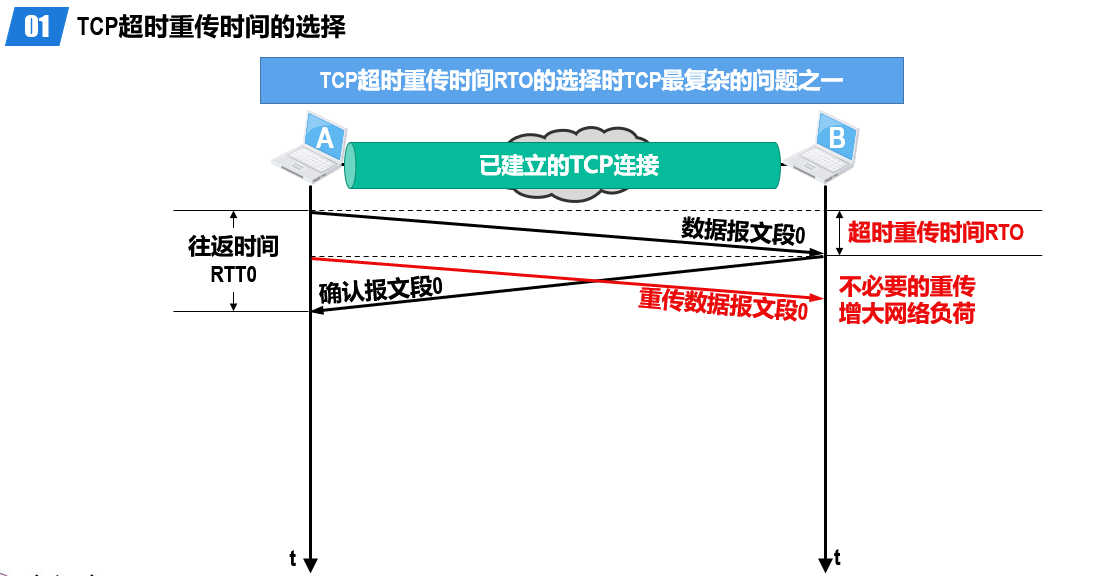 01 TCP超时重传时间的选择
TCP超时重传时间RTO的选择时TCP最复杂的问题之一
A
B
已建立的TCP连接
数据报文段0
超时重传时间RTO
往返时间
RTT0
确认报文段0
重传数据报文段0
不必要的重传
增大网络负荷
t
t